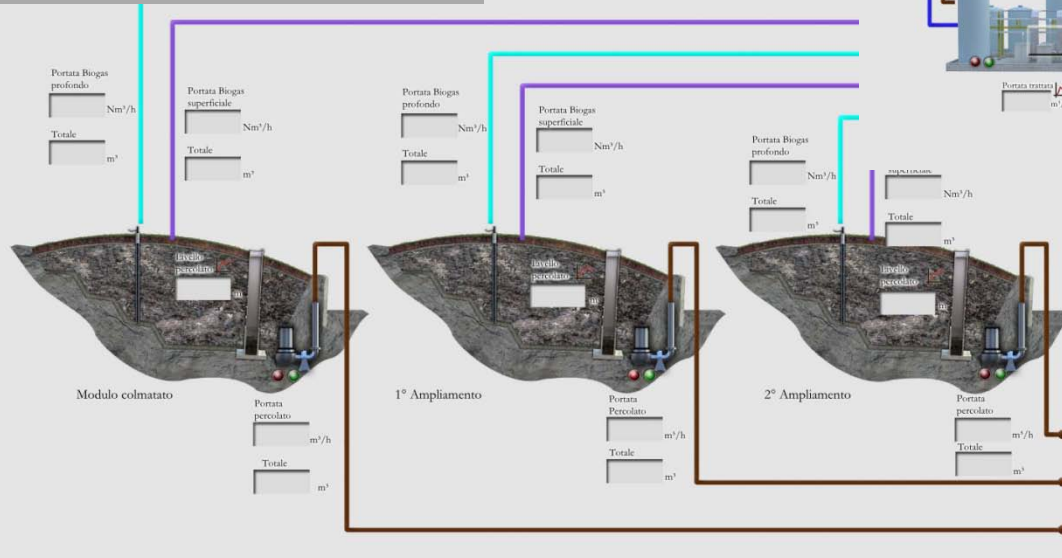 Portata Biogas
profondo
Nm³/h
Totale
m³
Portata Biogas
superficiale
Nm³/h
Totale
m³
Portata Biogas
profondo
Nm³/h
Totale
m³
Portata Biogas
superficiale
Nm³/h
Totale
m³
Portata Biogas
profondo
Nm³/h
Totale
m³
superficiale
Nm³/h
Totale
m³
Portata trattata
m³
Livello
percolato
m
Livello
percolato
m
Livello
percolato
m
Modulo colmatato
1° Ampliamento
2° Ampliamento
Portata
percolato
m³/h
Totale
m³
Portata
Percolato
m³/h
Totale
m³
Portata
percolato
m³/h
Totale
m³